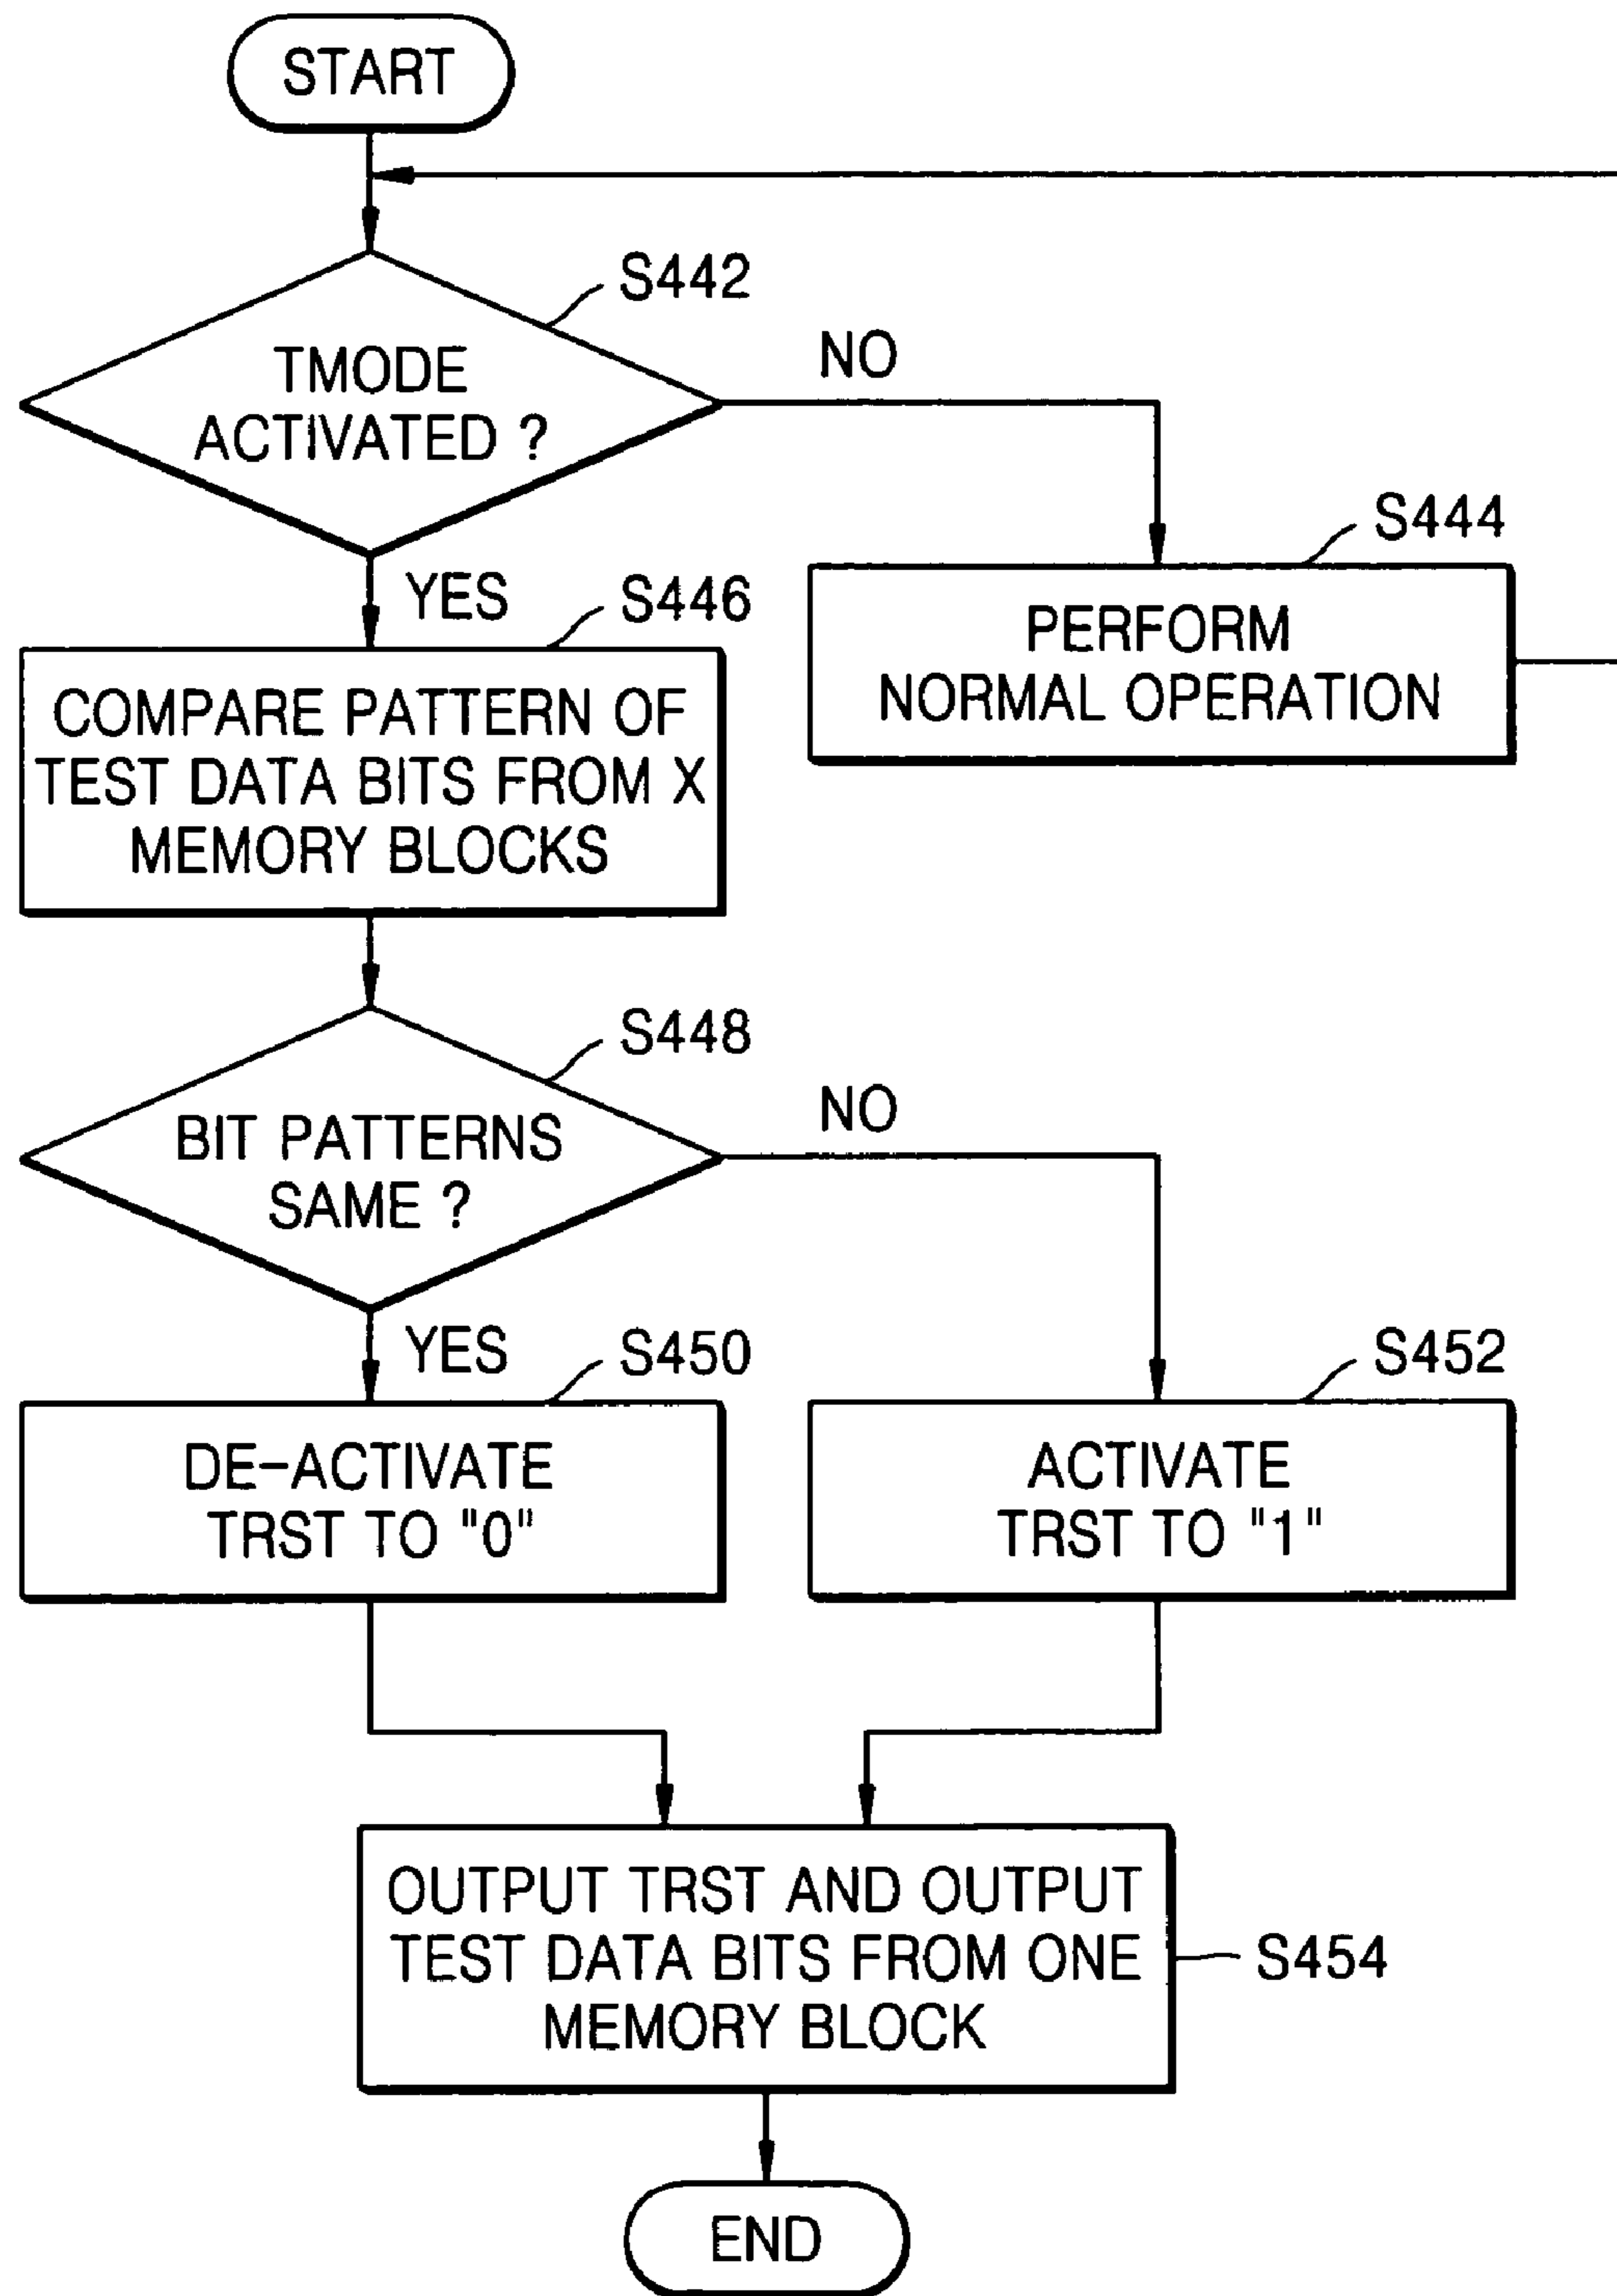 START
S442
TMODE
ACTIVATED ?
NO
S444
PERFORM
NORMAL OPERATION
YES
S446
COMPARE PATTERN OF
TEST DATA BITS FROM X
MEMORY BLOCKS
S448
BIT PATTERNS
SAME ?
NO
YES
S450
DE-ACTIVATE
TRST TO "0"
S452
ACTIVATE
TRST TO "1"
OUTPUT TRST AND OUTPUT
TEST DATA BITS FROM ONE
MEMORY BLOCK
S454
END